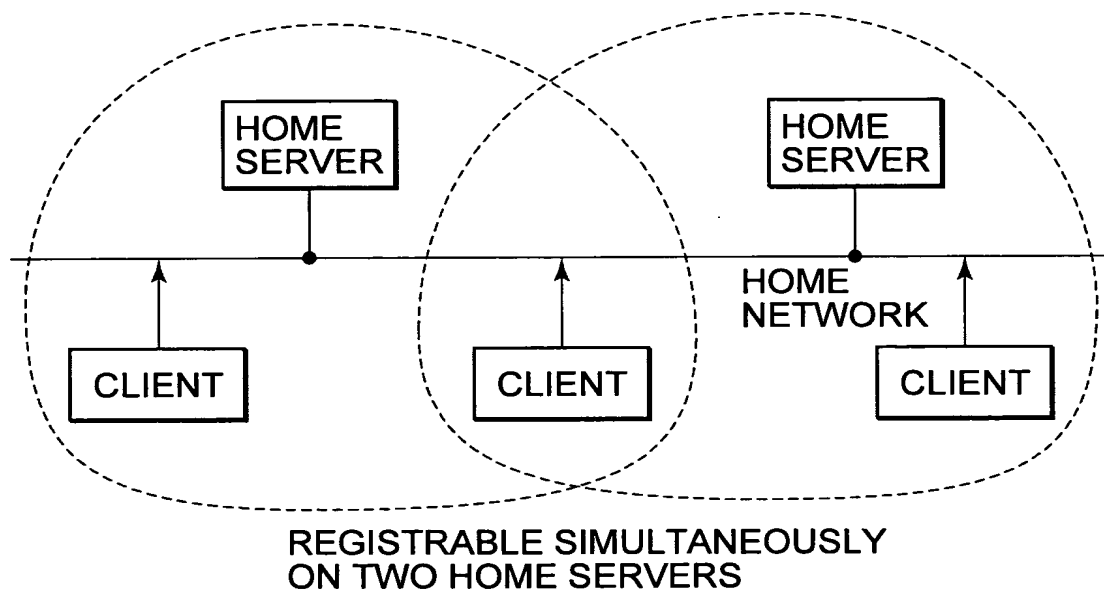 HOME
SERVER
HOME
SERVER
HOME
NETWORK
CLIENT
CLIENT
CLIENT
REGISTRABLE SIMULTANEOUSLY
ON TWO HOME SERVERS